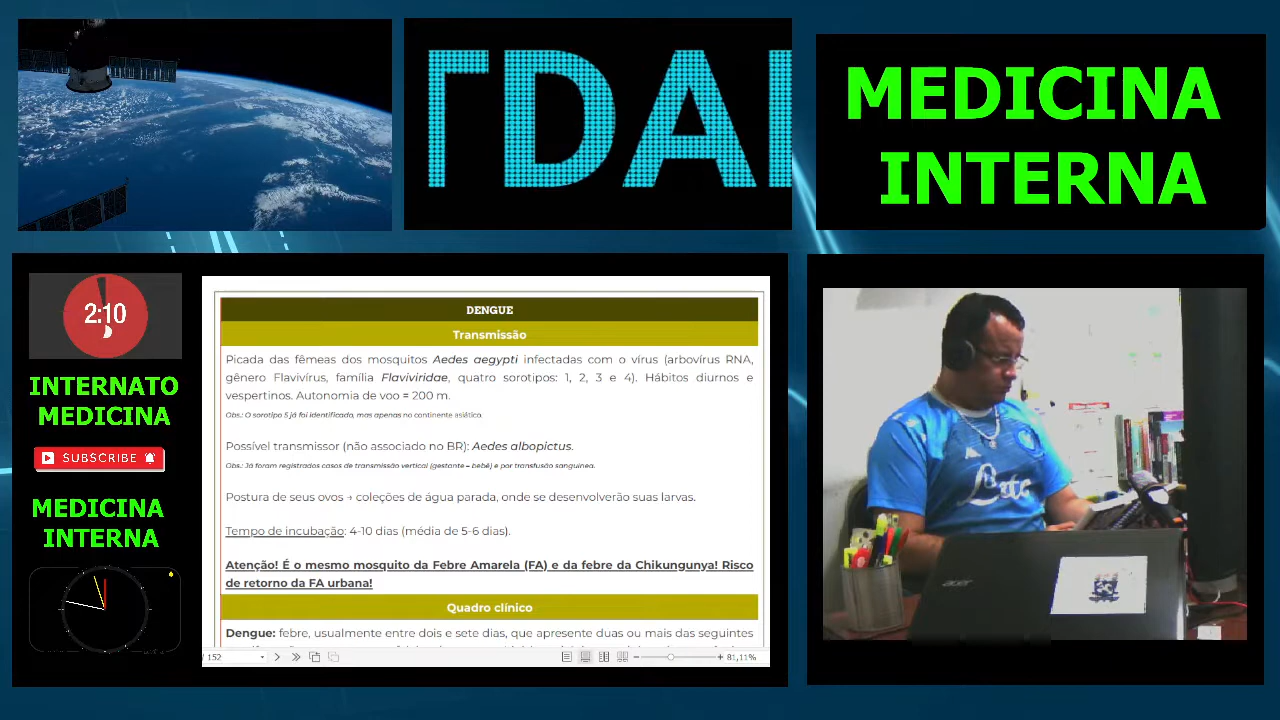 TDA
MEDICINA
INTERNA
2:10
INTERNATO
MEDICINA
SUBSCRIBE
MEDICINA
INTERNA
DENGUE
Transmissão
Picada das fêmeas dos mosquitos Aedes aegypti infectadas com o vírus (arbovírus RNA,
gênero Flavivírus, família Flaviviridae, quatro sorotipos: 1, 2, 3 e 4). Hábitos diurnos e
vespertinos. Autonomia de voo = 200 m.
Obs.: O sorotipo 5 já foi identificado, mas apenas no continente asiático.
Possível transmissor (não associado no BR): Aedes albopictus.
Obs.: Já foram registrados casos de transmissão vertical (gestante – bebê) e por transfusão sanguínea.
Postura de seus ovos → coleções de água parada, onde se desenvolverão suas larvas.
Tempo de incubação: 4-10 dias (média de 5-6 dias).
Atenção! É o mesmo mosquito da Febre Amarela (FA) e da febre da Chikungunya! Risco
de retorno da FA urbana!
Quadro clínico
Dengue: febre, usualmente entre dois e sete dias, que apresente duas ou mais das seguintes
/ 152
81,11%
acer